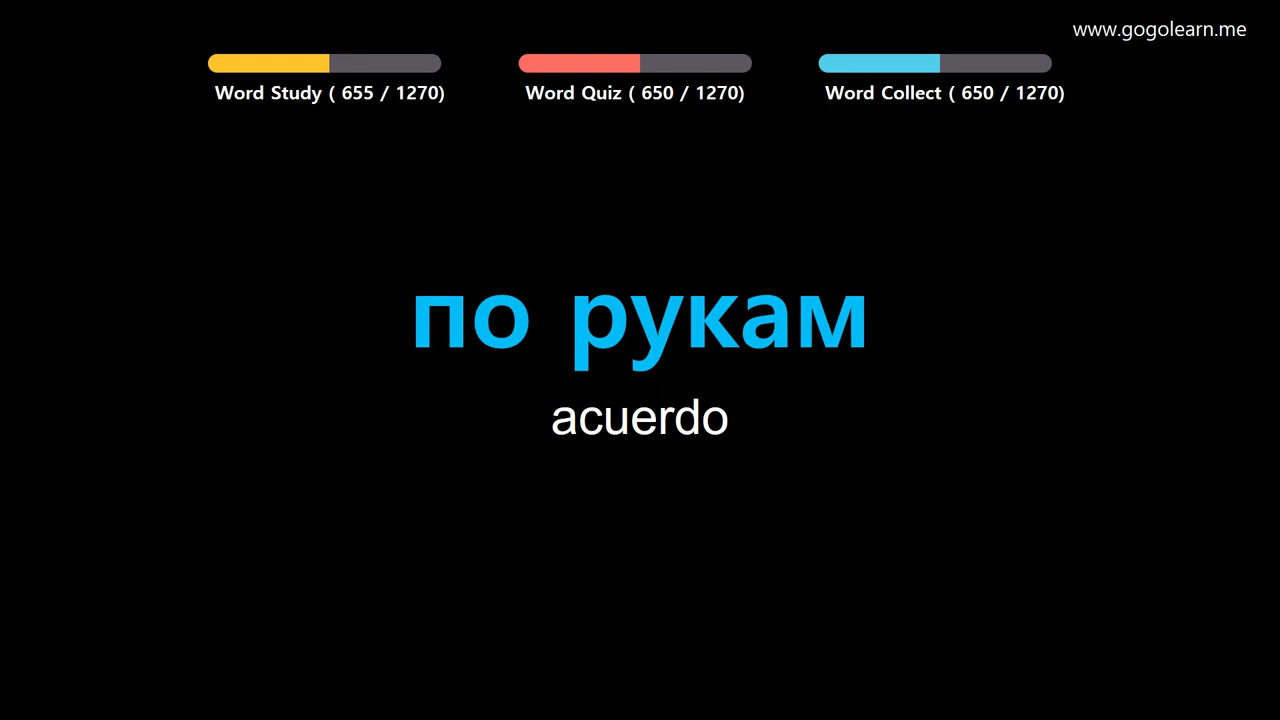 www.gogolearn.me
Word Study ( 655 / 1270)
Word Quiz ( 650 / 1270)
Word Collect ( 650 / 1270)
по рукам
acuerdo